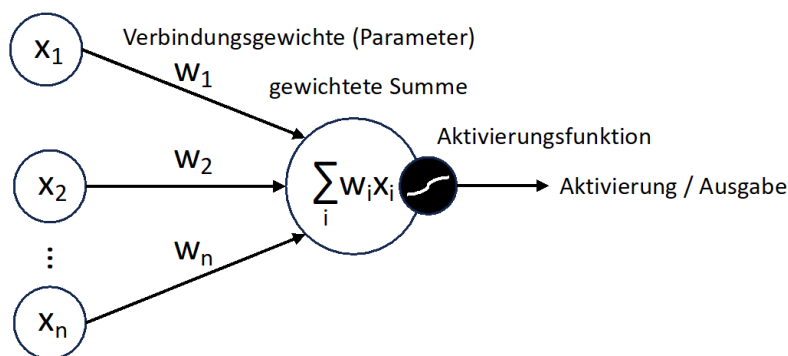 x1
Verbindungsgewichte (Parameter)
w1
gewichtete Summe
Aktivierungsfunktion
x2
w2
∑ wixi
i
Aktivierung / Ausgabe
⋮
wn
xn